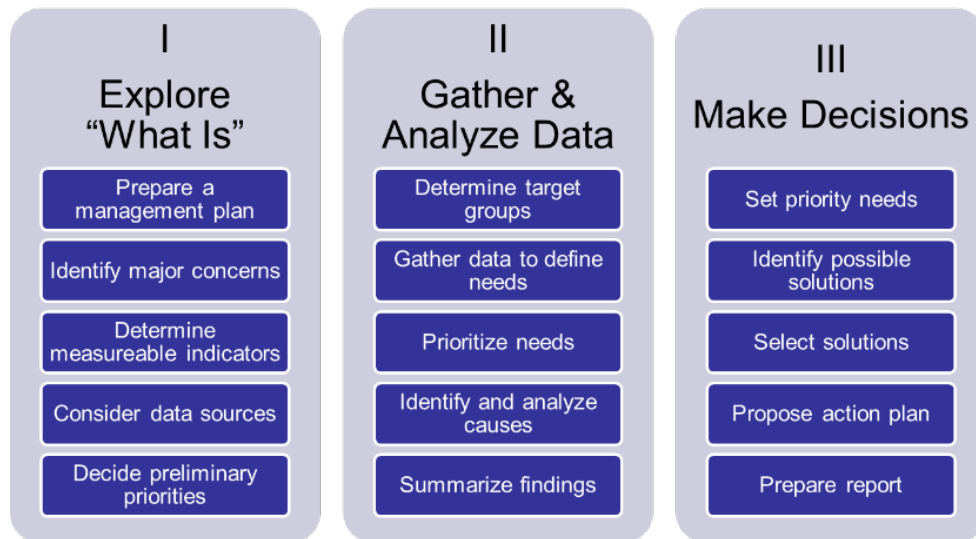 I
Explore
“What Is”
Prepare a
management plan
Identify major concerns
Determine
measureable indicators
Consider data sources
Decide preliminary
priorities
II
Gather &
Analyze Data
Determine target
groups
Gather data to define
needs
Prioritize needs
Identify and analyze
causes
Summarize findings
III
Make Decisions
Set priority needs
Identify possible
solutions
Select solutions
Propose action plan
Prepare report